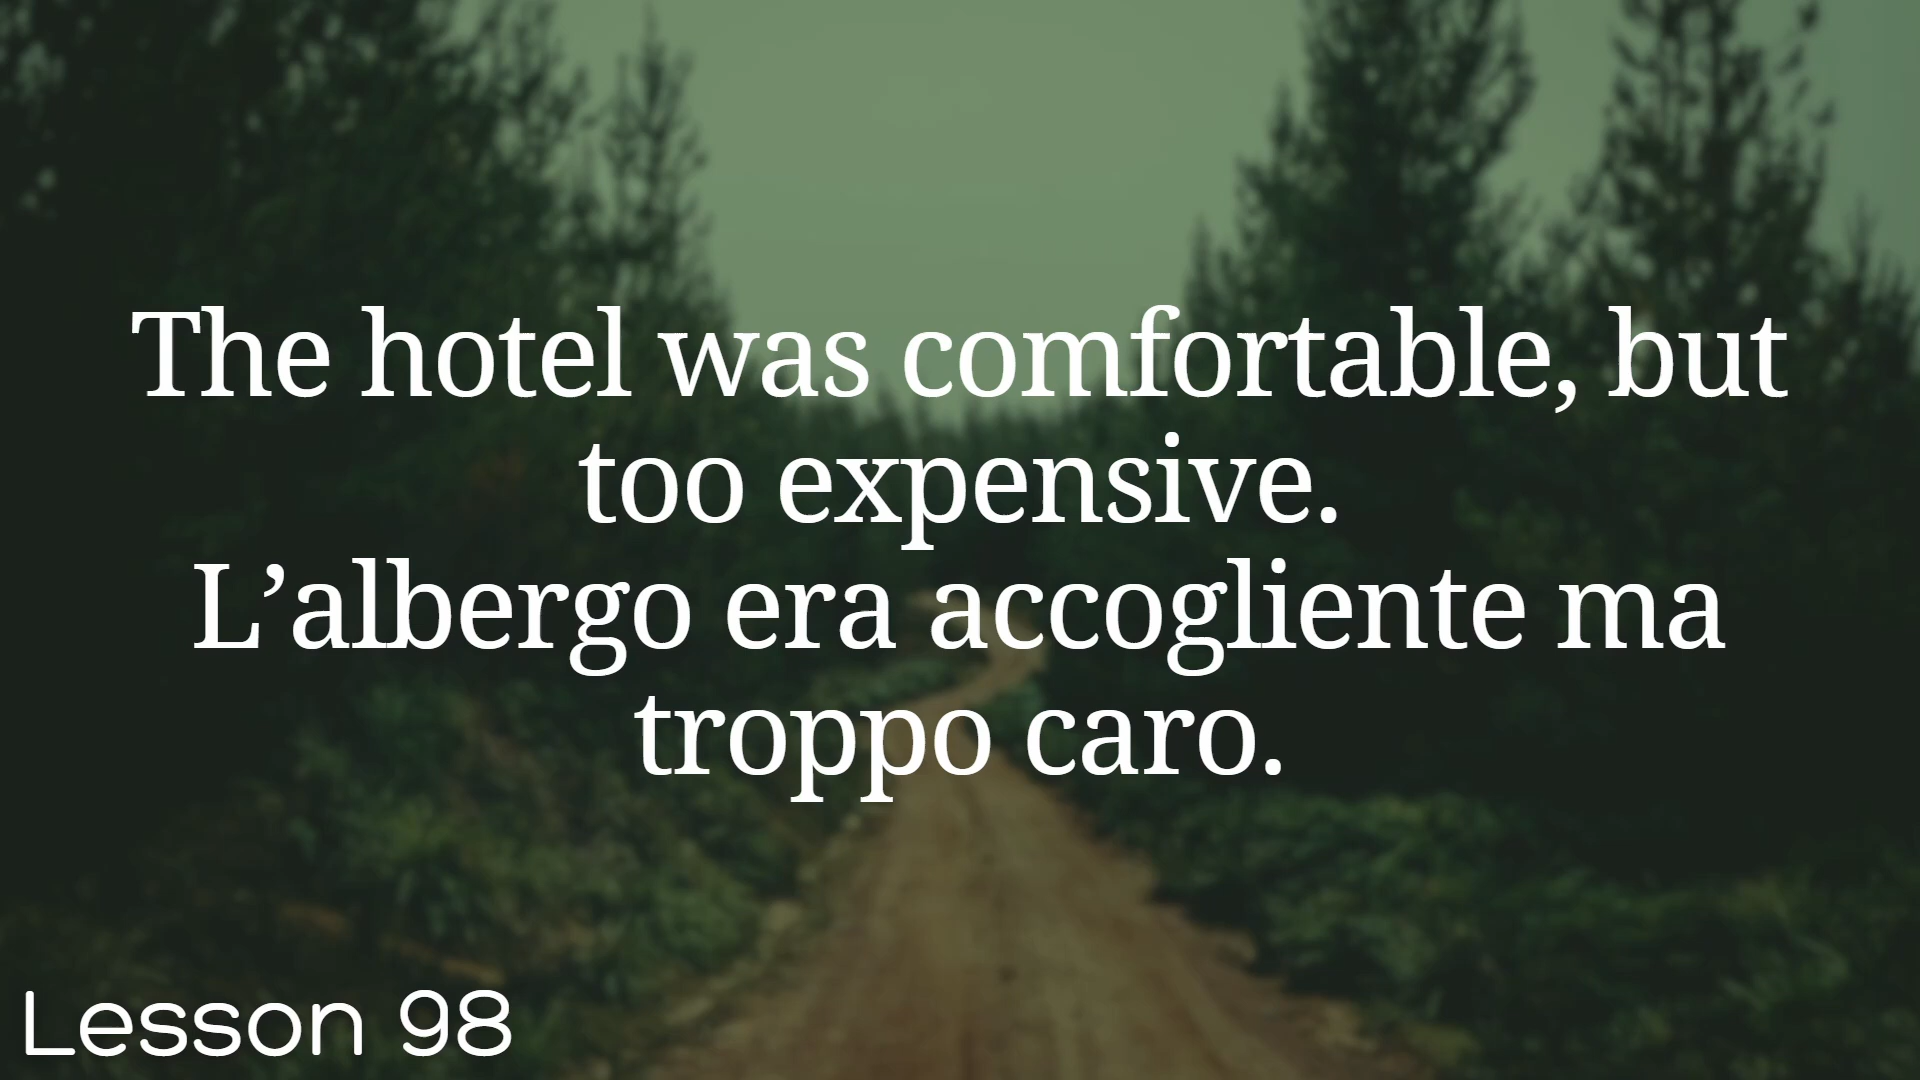 The hotel was comfortable, but
too expensive.
L’albergo era accogliente ma
troppo caro.
Lesson 98